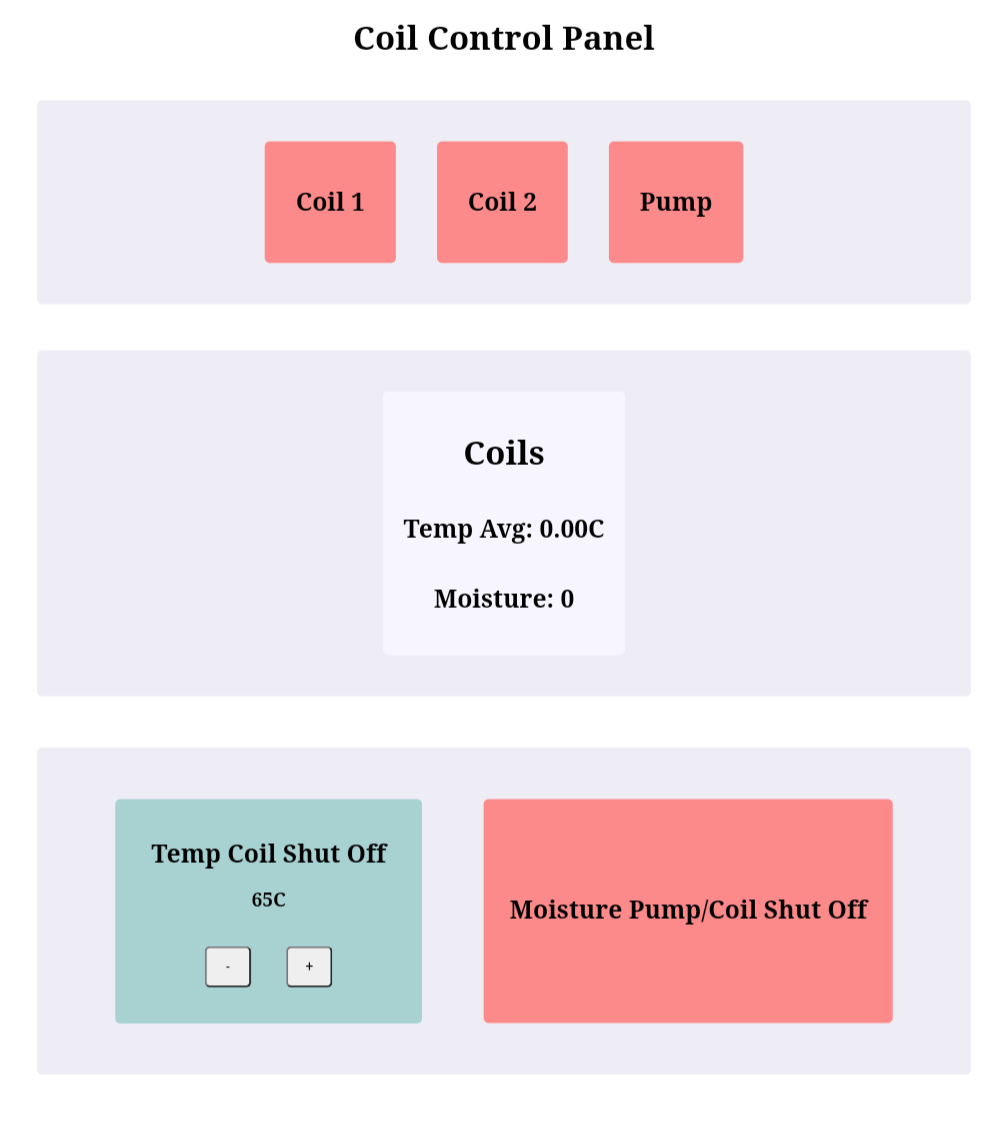 Coil Control Panel
Coil 1
Coil 2
Pump
Coils
Temp Avg: 0.00C
Moisture: 0
Temp Coil Shut Off
65C
-
+
Moisture Pump/Coil Shut Off